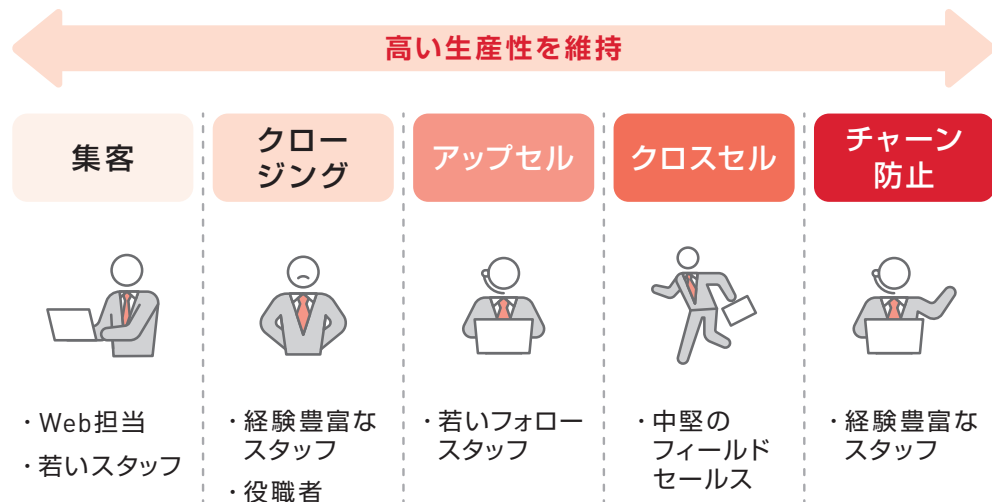 高い生産性を維持
集客
クロー
ジング
アップセル
クロスセル
チャーン
防止
・Web担当
・若いスタッフ
・経験豊富な
スタッフ
・役職者
・若いフォロー
スタッフ
・中堅の
フィールド
セールス
・経験豊富な
スタッフ